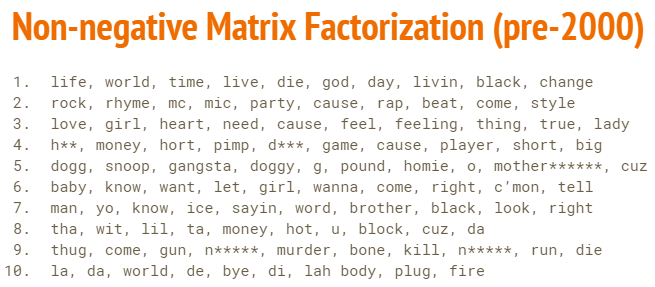 Non-negative Matrix Factorization (pre-2000)
1. life, world, time, live, die, god, day, livin, black, change
2. rock, rhyme, mc, mic, party, cause, rap, beat, come, style
3. love, girl, heart, need, cause, feel, feeling, thing, true, lady
4. h**, money, hort, pimp, d***, game, cause, player, short, big
5. dogg, snoop, gangsta, doggy, g, pound, homie, o, mother******, cuz
6. baby, know, want, let, girl, wanna, come, right, c’mon, tell
7. man, yo, know, ice, sayin, word, brother, black, look, right
8. tha, wit, lil, ta, money, hot, u, block, cuz, da
9. thug, come, gun, n*****, murder, bone, kill, n*****, run, die
10. la, da, world, de, bye, di, lah body, plug, fire